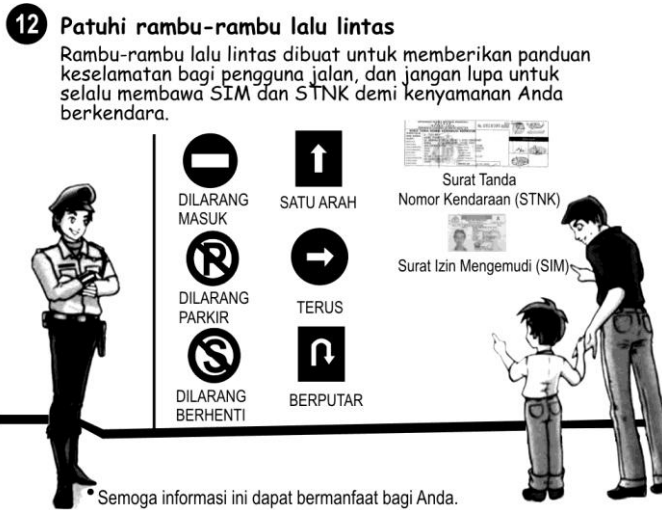 12 Patuhi rambu-rambu lalu lintas
Rambu-rambu lalu lintas dibuat untuk memberikan panduan
keselamatan bagi pengguna jalan, dan jangan lupa untuk
selalu membawa SIM dan STNK demi kenyamanan Anda
berkendara.
DILARANG
MASUK
SATU ARAH
Surat Tanda
Nomor Kendaraan (STNK)
P
DILARANG
PARKIR
TERUS
Surat Izin Mengemudi (SIM)
S
DILARANG
BERHENTI
BERPUTAR
• Semoga informasi ini dapat bermanfaat bagi Anda.